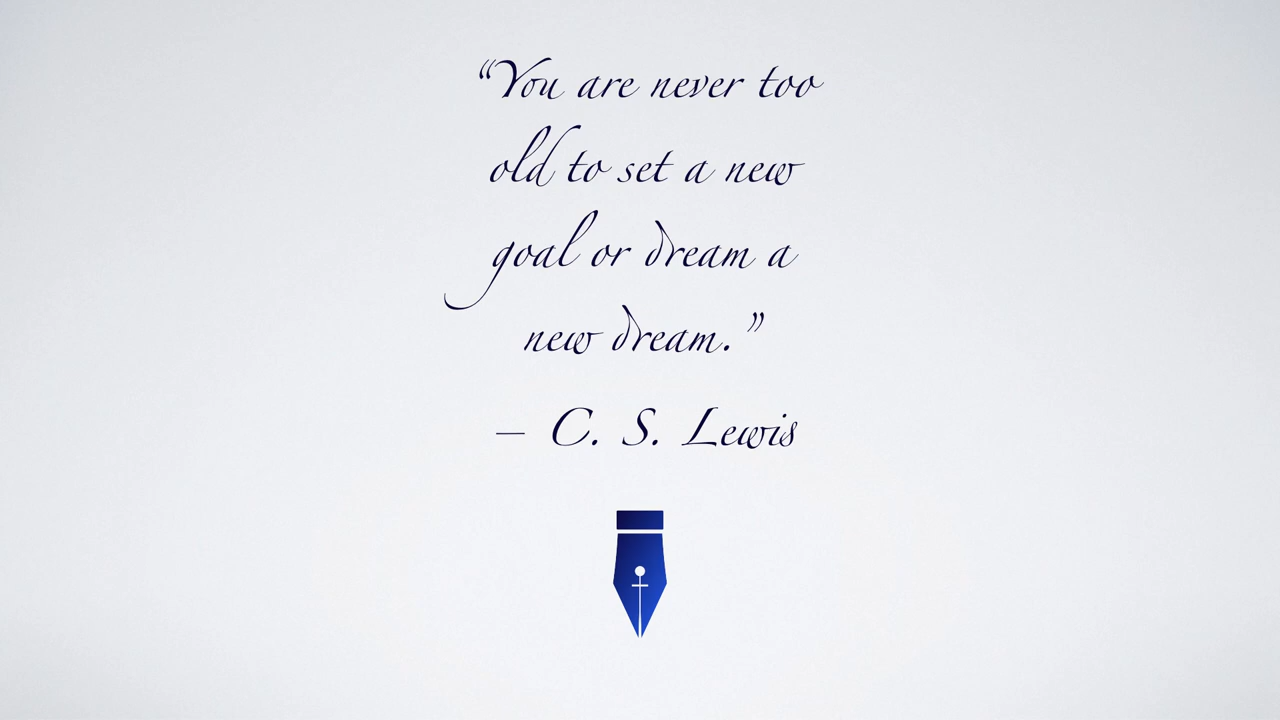 “You are never too
old to set a new
goal or dream a
new dream.”
– C. S. Lewis